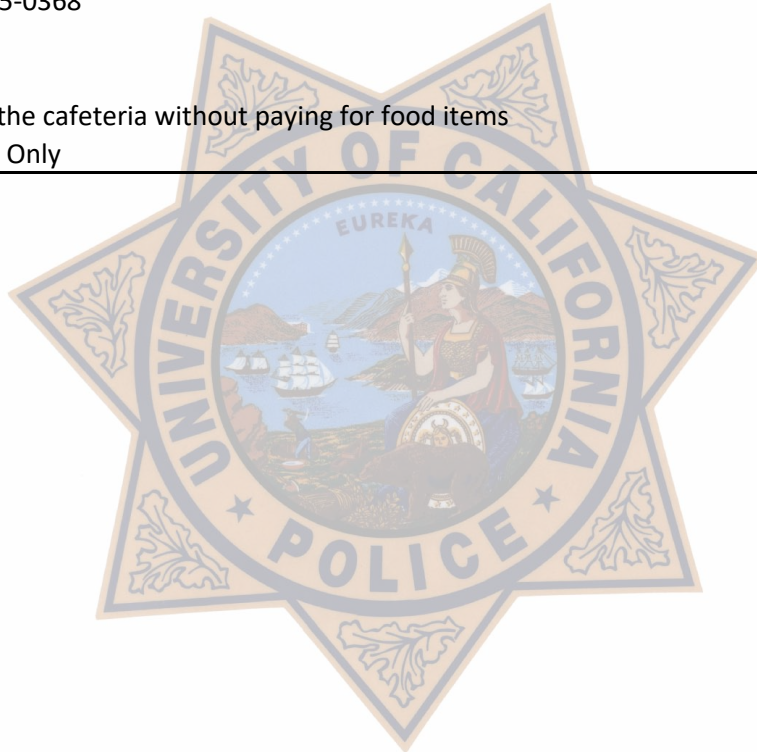 5-0368
the cafeteria without paying for food items
Only
UNIVERSITY OF CALIFORNIA
EUREKA
POLICE